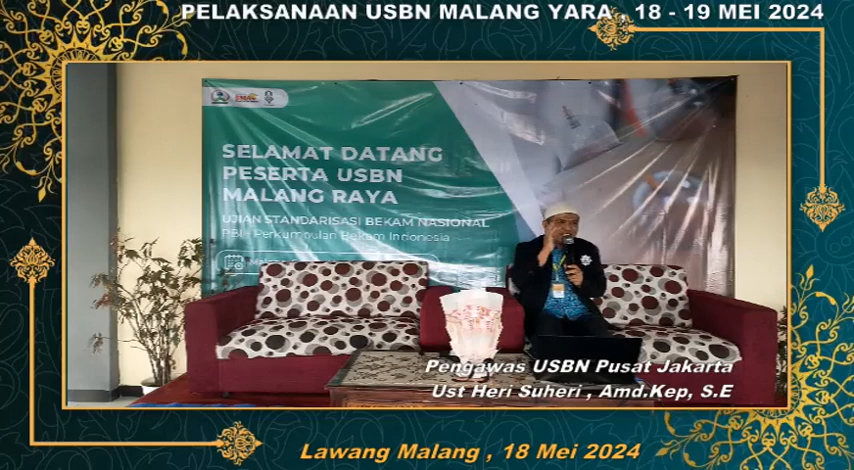 PELAKSANAAN USBN MALANG YARA , 18 - 19 MEI 2024
SELAMAT DATANG
PESERTA USBN
MALANG RAYA
UJIAN STANDARISASI BEKAM NASIONAL
PBI - Perkumpulan Bekam Indonesia
Pengawas USBN Pusat Jakarta
Ust Heri Suheri , Amd.Kep, S.E
Lawang Malang , 18 Mei 2024